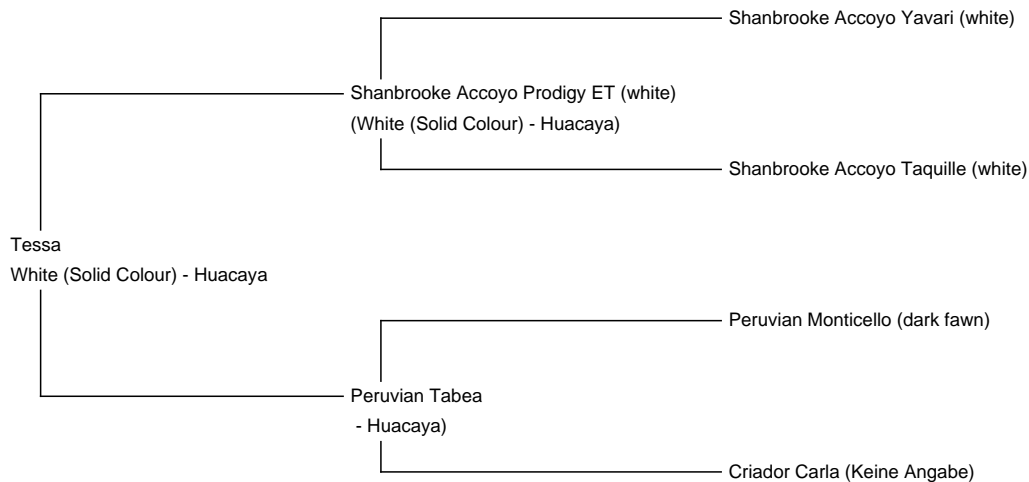 Shanbrooke Accoyo Yavari (white)
Shanbrooke Accoyo Prodigy ET (white)
(White (Solid Colour) - Huacaya)
Shanbrooke Accoyo Taquille (white)
Tessa
White (Solid Colour) - Huacaya
Peruvian Monticello (dark fawn)
Peruvian Tabea
- Huacaya)
Criador Carla (Keine Angabe)